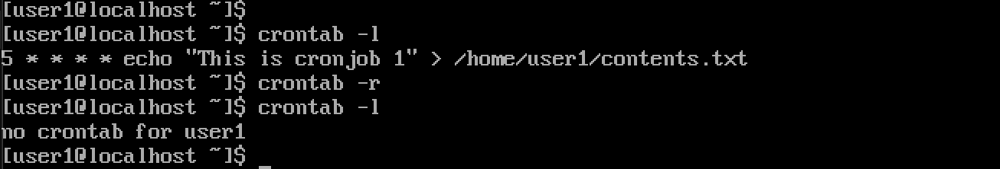 [user1@localhost ~]$
[user1@localhost ~]$ crontab -l
5 * * * * echo "This is cronjob 1" > /home/user1/contents.txt
[user1@localhost ~]$ crontab -r
[user1@localhost ~]$ crontab -l
no crontab for user1
[user1@localhost ~]$ _